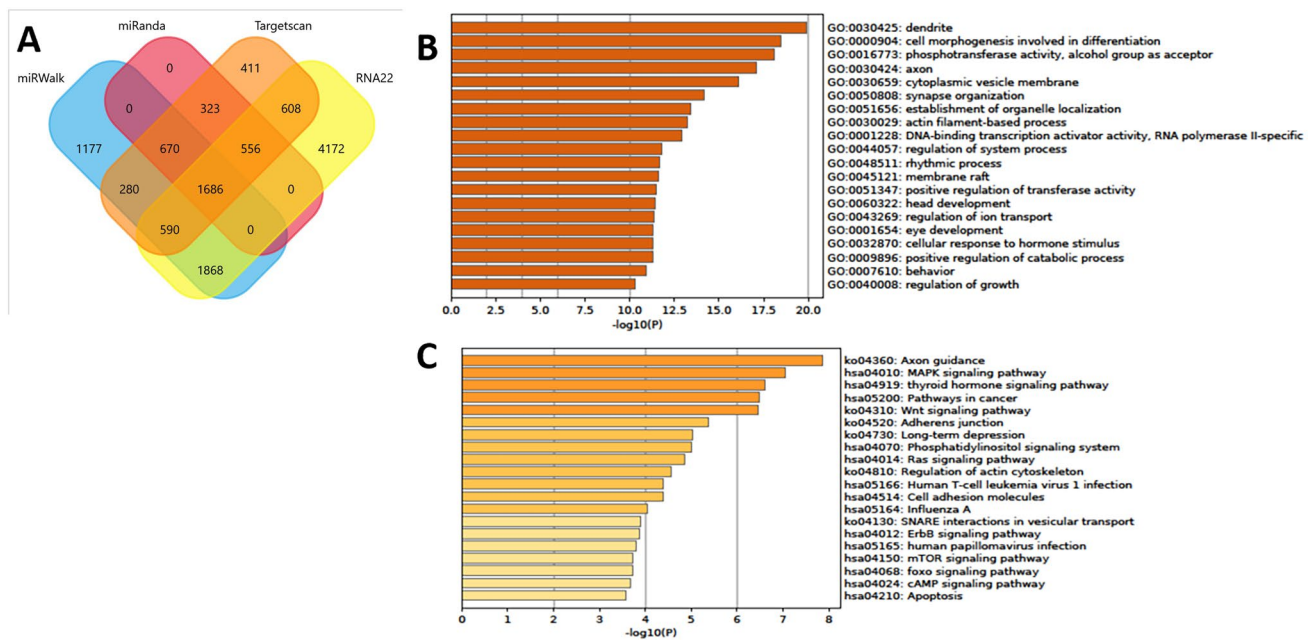 A
miRanda
Targetscan
miRWalk
RNA22
0
411
0
323
608
1177
670
556
4172
280
1686
0
590
0
1868
B
GO:0030425: dendrite
GO:0000904: cell morphogenesis involved in differentiation
GO:0016773: phosphotransferase activity, alcohol group as acceptor
GO:0030424: axon
GO:0030659: cytoplasmic vesicle membrane
GO:0050808: synapse organization
GO:0051656: establishment of organelle localization
GO:0030029: actin filament-based process
GO:0001228: DNA-binding transcription activator activity, RNA polymerase II-specific
GO:0044057: regulation of system process
GO:0048511: rhythmic process
GO:0045121: membrane raft
GO:0051347: positive regulation of transferase activity
GO:0060322: head development
GO:0043269: regulation of ion transport
GO:0001654: eye development
GO:0032870: cellular response to hormone stimulus
GO:0009896: positive regulation of catabolic process
GO:0007610: behavior
GO:0040008: regulation of growth
0.0 2.5 5.0 7.5 10.0 12.5 15.0 17.5 20.0
-log10(P)
C
ko04360: Axon guidance
hsa04010: MAPK signaling pathway
hsa04919: thyroid hormone signaling pathway
hsa05200: Pathways in cancer
ko04310: Wnt signaling pathway
ko04520: Adherens junction
ko04730: Long-term depression
hsa04070: Phosphatidylinositol signaling system
hsa04014: Ras signaling pathway
ko04810: Regulation of actin cytoskeleton
hsa05166: Human T-cell leukemia virus 1 infection
hsa04514: Cell adhesion molecules
hsa05164: Influenza A
ko04130: SNARE interactions in vesicular transport
hsa04012: ErbB signaling pathway
hsa05165: human papillomavirus infection
hsa04150: mTOR signaling pathway
hsa04068: foxo signaling pathway
hsa04024: cAMP signaling pathway
hsa04210: Apoptosis
0 1 2 3 4 5 6 7 8
-log10(P)